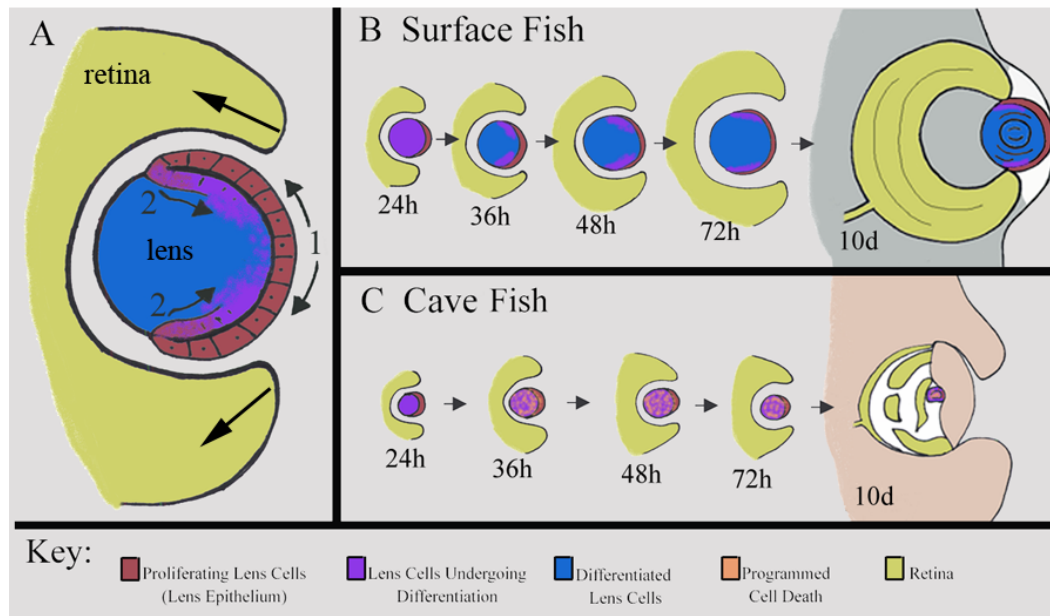 A
retina
lens
1
2
2
B Surface Fish
24h
36h
48h
72h
10d
C Cave Fish
24h
36h
48h
72h
10d
Key:
Proliferating Lens Cells
(Lens Epithelium)
Lens Cells Undergoing
Differentiation
Differentiated
Lens Cells
Programmed
Cell Death
Retina